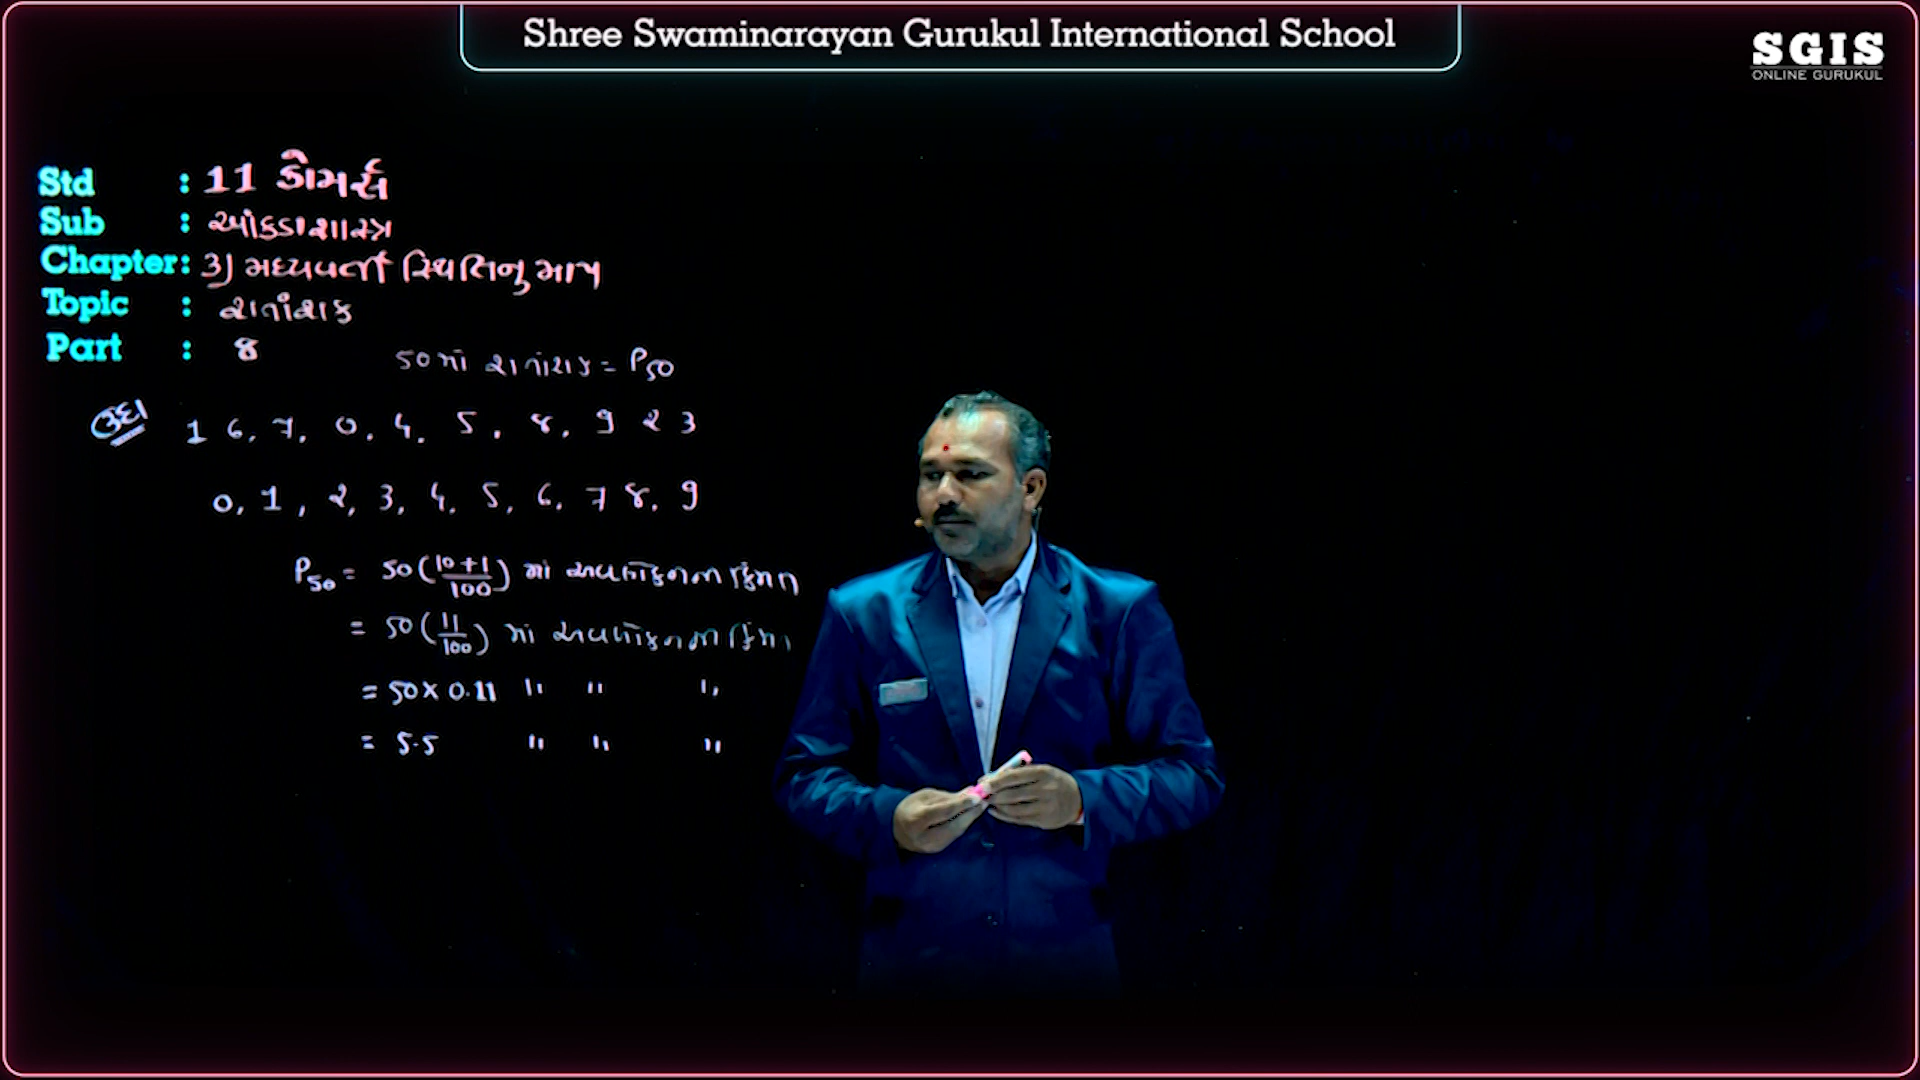 Shree Swaminarayan Gurukul International School
SGIS
ONLINE GURUKUL
Std : 11 કોમર્સ
Sub : આંકડાશાસ્ત્ર
Chapter: 3) મધ્યવર્તી સ્થિતિનું માપ
Topic : શતાંશક
Part : 8
50માં શતાંશક = P50
ઉદા 1 6, 7, 0, 4, 5, 8, 9 2 3
0, 1, 2, 3, 4, 5, 6, 7 8, 9
P50 = 50 (10+1/100) માં અવલોકનન કિંમત
= 50 (11/100) માં અવલોકનન
= 50 × 0.11 " " "
= 5.5 " " "